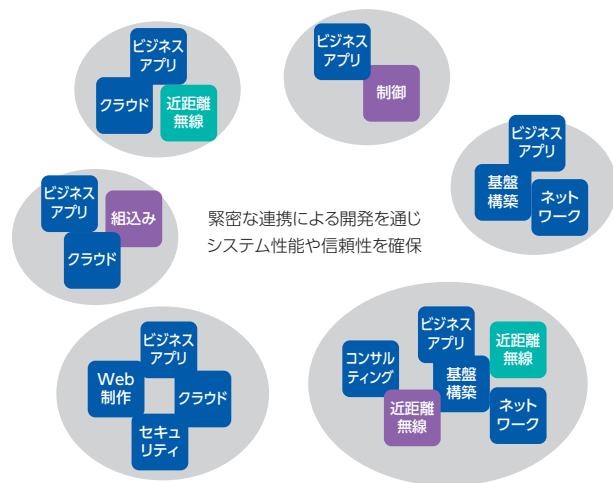 ビジネス
アプリ
クラウド
近距離
無線
ビジネス
アプリ
制御
ビジネス
アプリ
基盤
構築
ネット
ワーク
ビジネス
アプリ
組込み
クラウド
緊密な連携による開発を通じ
システム性能や信頼性を確保
ビジネス
アプリ
Web
制作
クラウド
セキュ
リティ
ビジネス
アプリ
近距離
無線
コンサル
ティング
基盤
構築
近距離
無線
ネット
ワーク